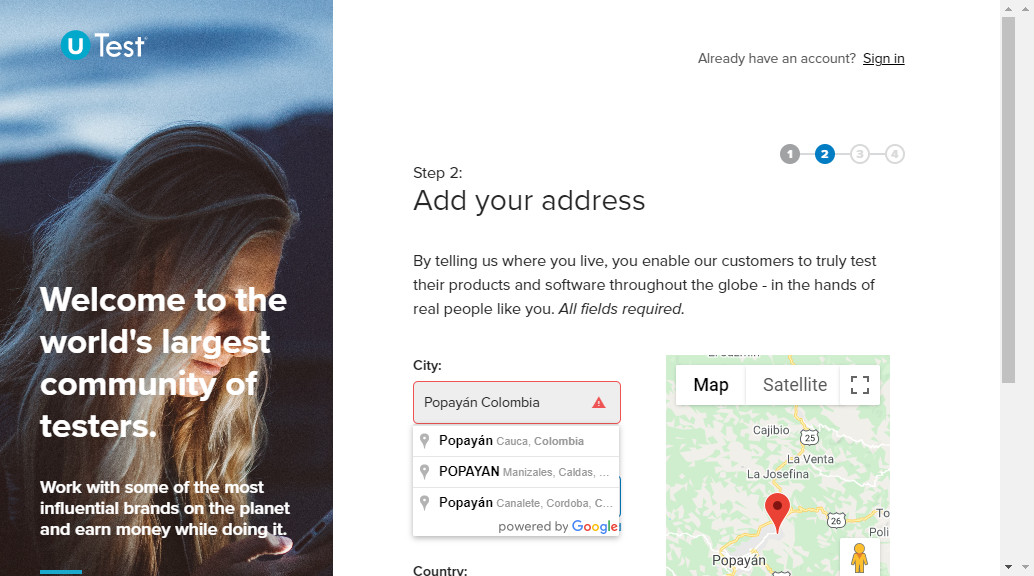 U Test
Already have an account? Sign in
1 2 3 4
Step 2:
Add your address
By telling us where you live, you enable our customers to truly test
their products and software throughout the globe - in the hands of
real people like you. All fields required.
Welcome to the
world's largest
community of
testers.
Work with some of the most
influential brands on the planet
and earn money while doing it.
City:
Popayán Colombia
Popayán Cauca, Colombia
POPAYAN Manizales, Caldas, ...
Popayán Canalete, Cordoba, C...
powered by Google
Country:
Map Satellite
Cajibio
25
La Venta
La Josefina
26
To
Poli
Popayán